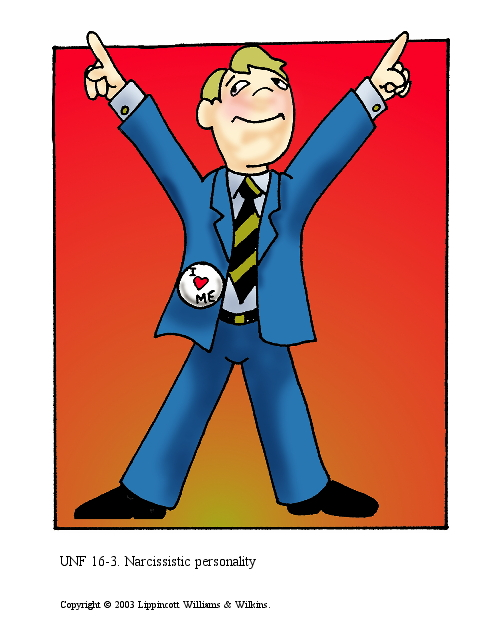 I
ME
UNF 16-3. Narcissistic personality
Copyright © 2003 Lippincott Williams & Wilkins.